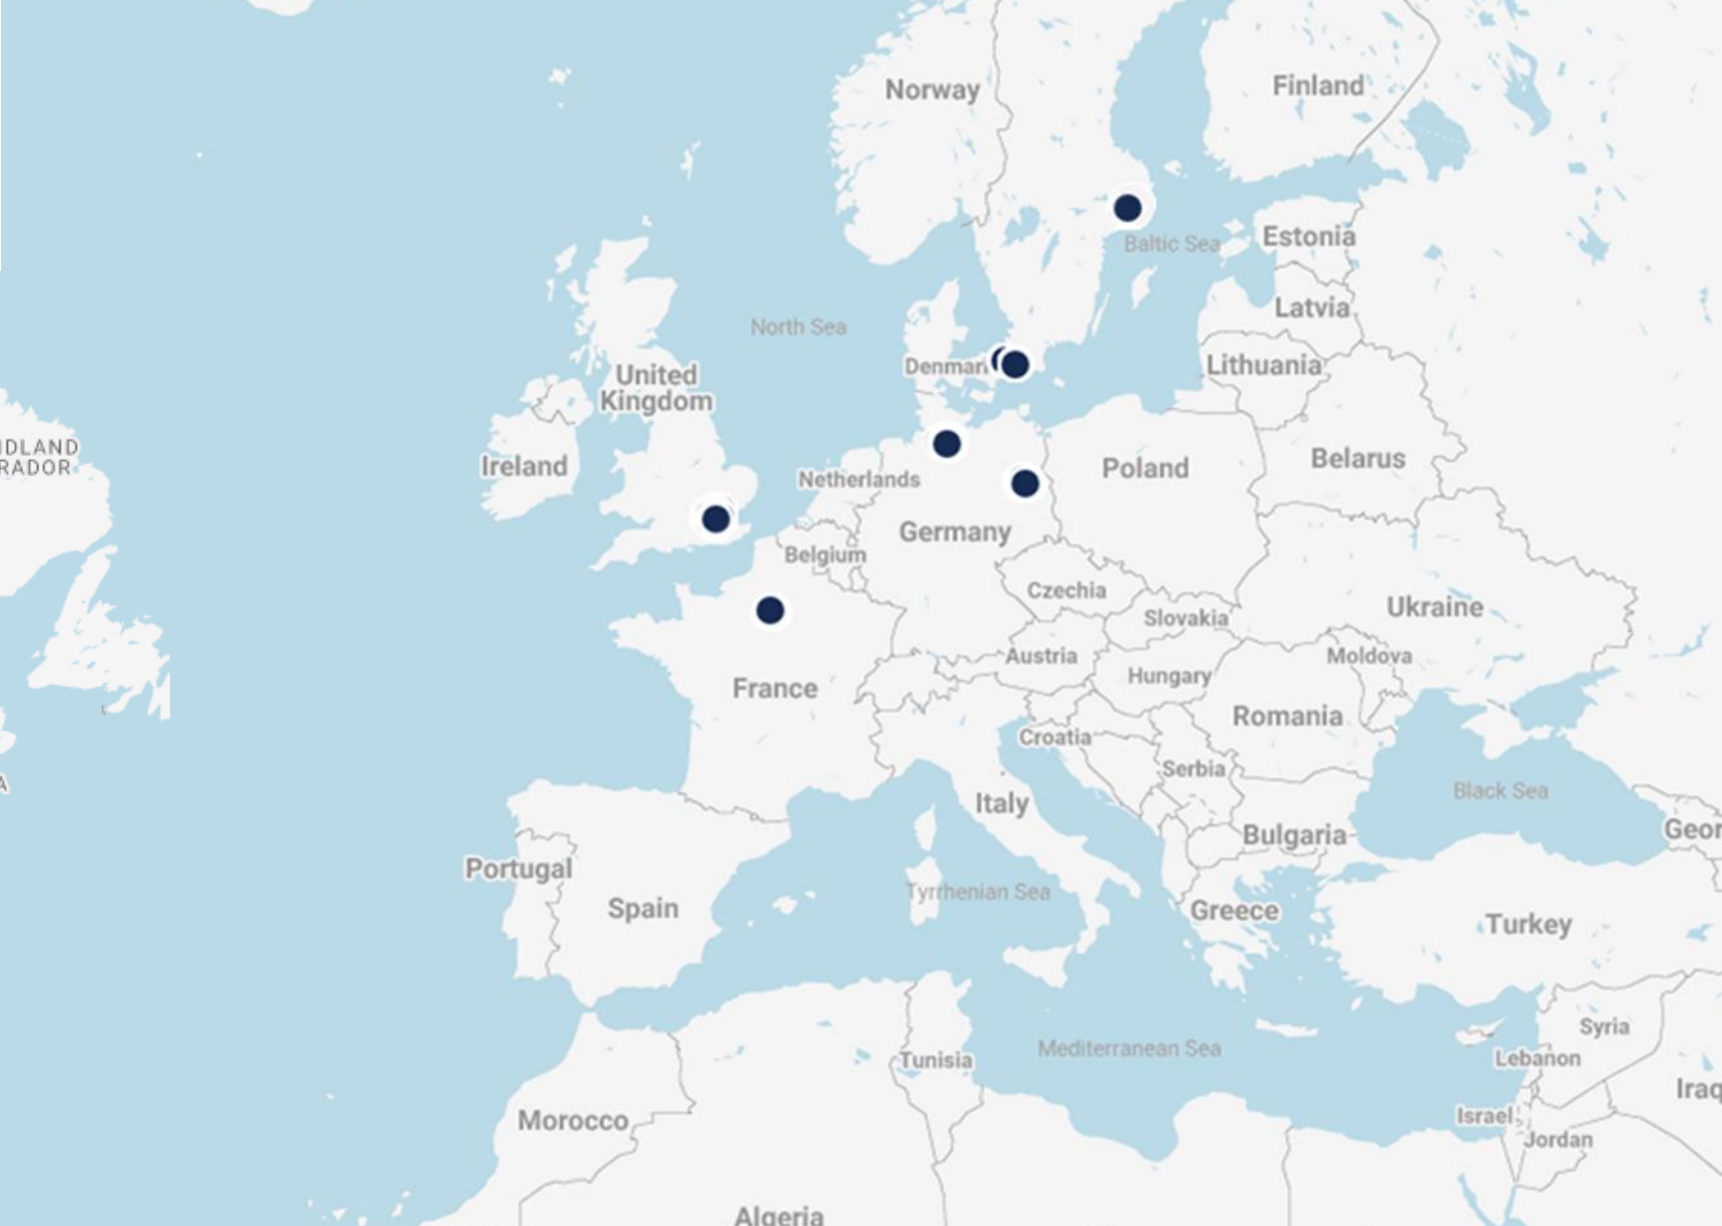 Norway
Finland
Baltic Sea
Estonia
Latvia
North Sea
Denmar
Lithuania
United
Kingdom
IDLAND
RADOR
Ireland
Netherlands
Poland
Belarus
Germany
Belgium
Czechia
Slovakia
Ukraine
Austria
Moldova
Hungary
France
Romania
Croatia
Serbia
A
Italy
Black Sea
Bulgaria
Geor
Portugal
Tyrrhenian Sea
Spain
Greece
Turkey
Syria
Mediterranean Sea
Lebanon
Tunisia
Iraq
Morocco
Israel
Jordan
Algeria